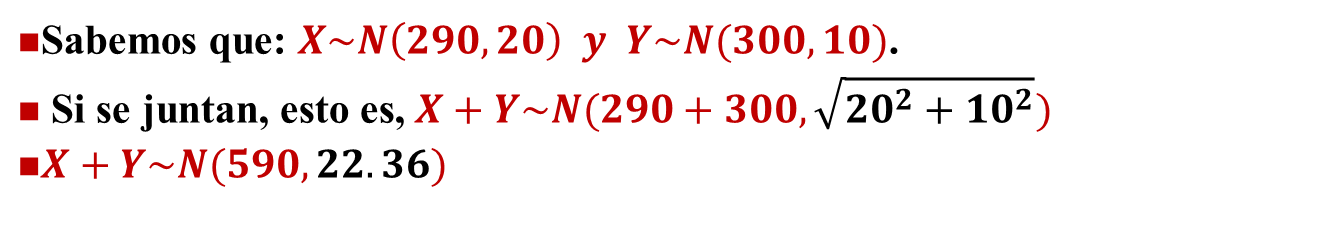 ■Sabemos que: X~N(290,20) y Y~N(300,10).
■ Si se juntan, esto es, X + Y~N(290 + 300, √(20² + 10²))
■X + Y~N(590, 22.36)